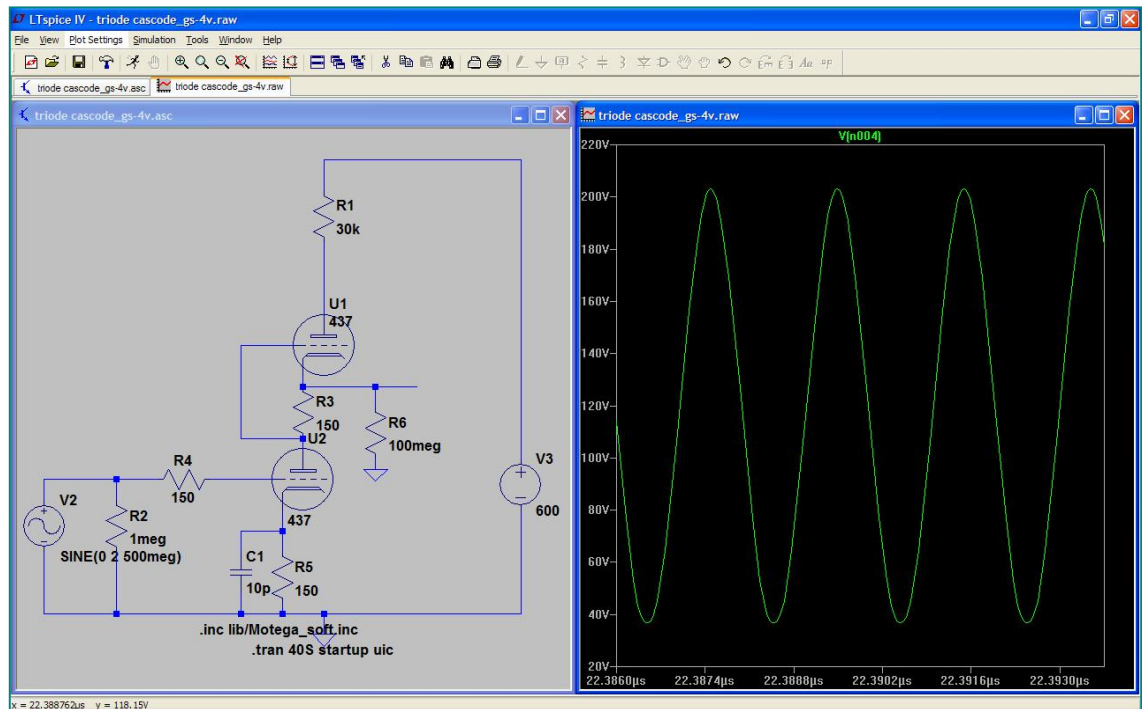 LTspice IV - triode cascode_gs-4v.raw
File View Plot Settings Simulation Tools Window Help
triode cascode_gs-4v.asc triode cascode_gs-4v.raw
triode cascode_gs-4v.asc
R1
30k
U1
437
R3
150
U2
R6
100meg
R4
150
V3
600
V2
R2
1meg
SINE(0 2 500meg)
437
C1
10p
R5
150
.inc lib/Motega_soft.inc
.tran 40S startup uic
triode cascode_gs-4v.raw
V(n004)
220V
200V
180V
160V
140V
120V
100V
80V
60V
40V
20V
22.3860µs 22.3874µs 22.3888µs 22.3902µs 22.3916µs 22.3930µs
x = 22.388762us y = 118.15V